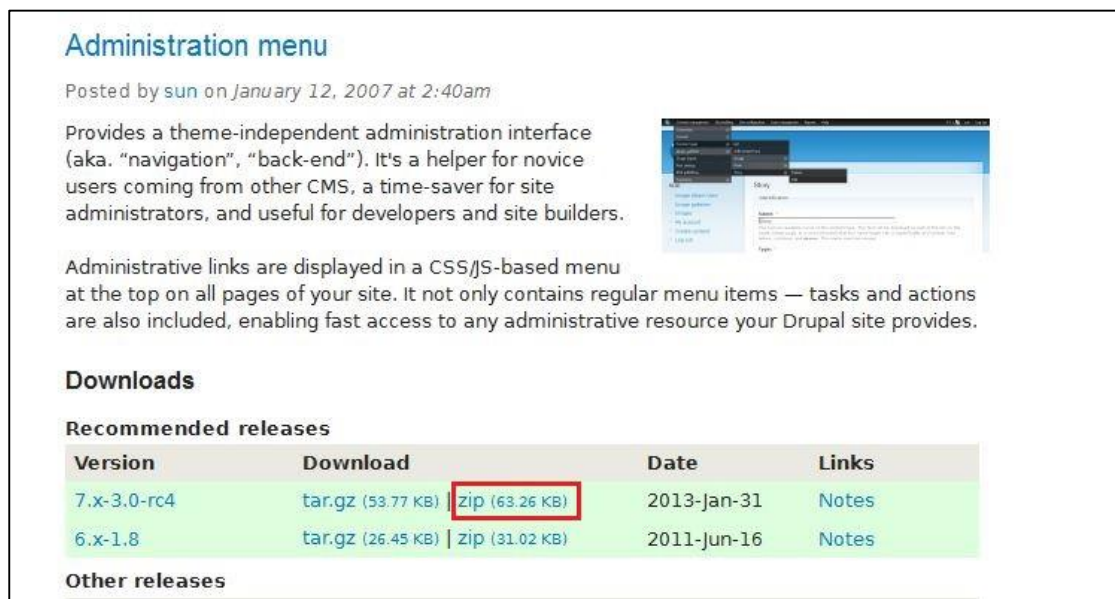 Administration menu
Posted by sun on January 12, 2007 at 2:40am
Provides a theme-independent administration interface
(aka. “navigation”, “back-end”). It's a helper for novice
users coming from other CMS, a time-saver for site
administrators, and useful for developers and site builders.
Administrative links are displayed in a CSS/JS-based menu
at the top on all pages of your site. It not only contains regular menu items — tasks and actions
are also included, enabling fast access to any administrative resource your Drupal site provides.
Downloads
Recommended releases
Version Download Date Links
7.x-3.0-rc4 tar.gz (53.77 KB) | zip (63.26 KB) 2013-Jan-31 Notes
6.x-1.8 tar.gz (26.45 KB) | zip (31.02 KB) 2011-Jun-16 Notes
Other releases